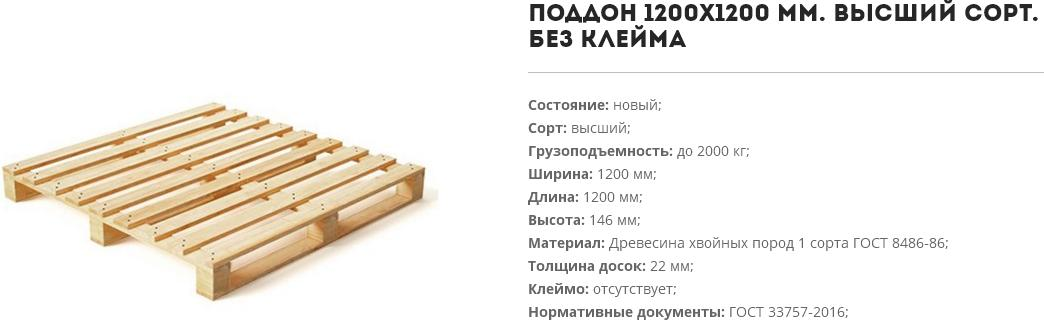 ПОДДОН 1200Х1200 ММ. ВЫСШИЙ СОРТ.
БЕЗ КЛЕЙМА
Состояние: новый;
Сорт: высший;
Грузоподъемность: до 2000 кг;
Ширина: 1200 мм;
Длина: 1200 мм;
Высота: 146 мм;
Материал: Древесина хвойных пород 1 сорта ГОСТ 8486-86;
Толщина досок: 22 мм;
Клеймо: отсутствует;
Нормативные документы: ГОСТ 33757-2016;